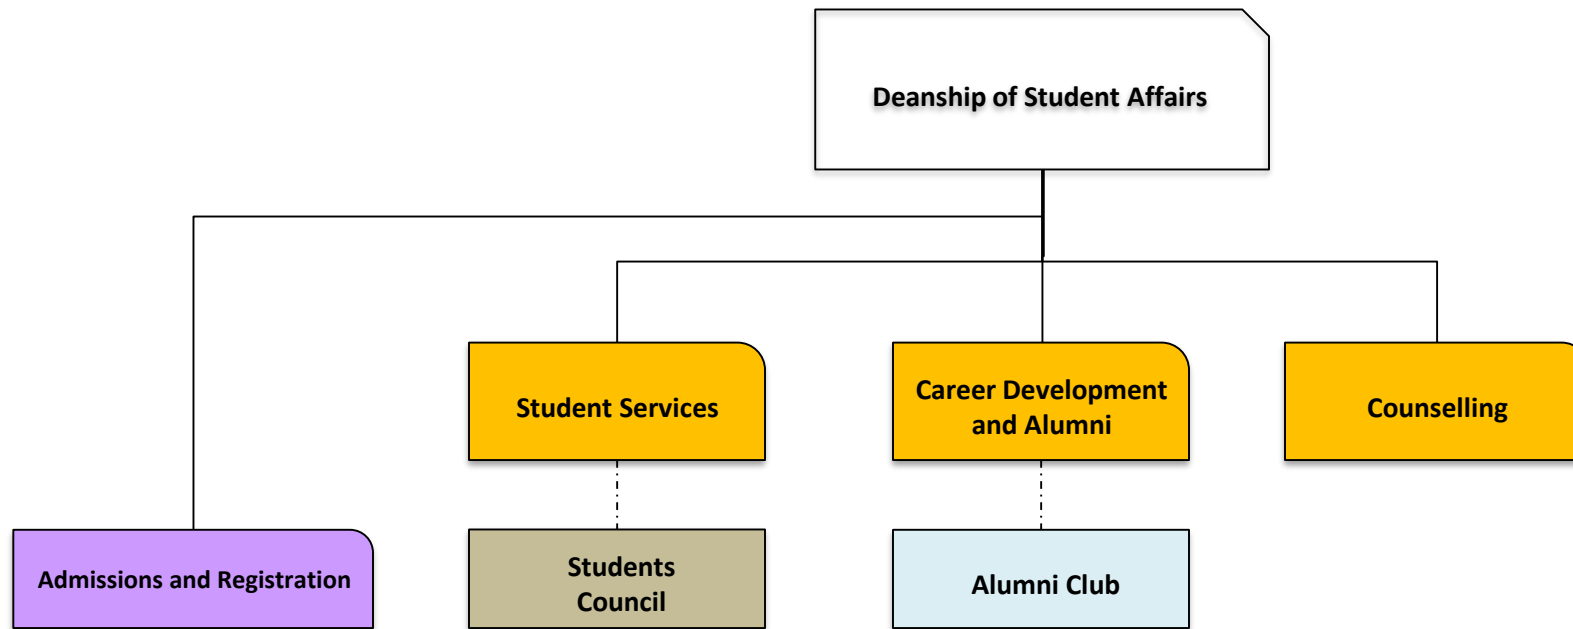 Deanship of Student Affairs
Student Services
Career Development
and Alumni
Counselling
Admissions and Registration
Students
Council
Alumni Club